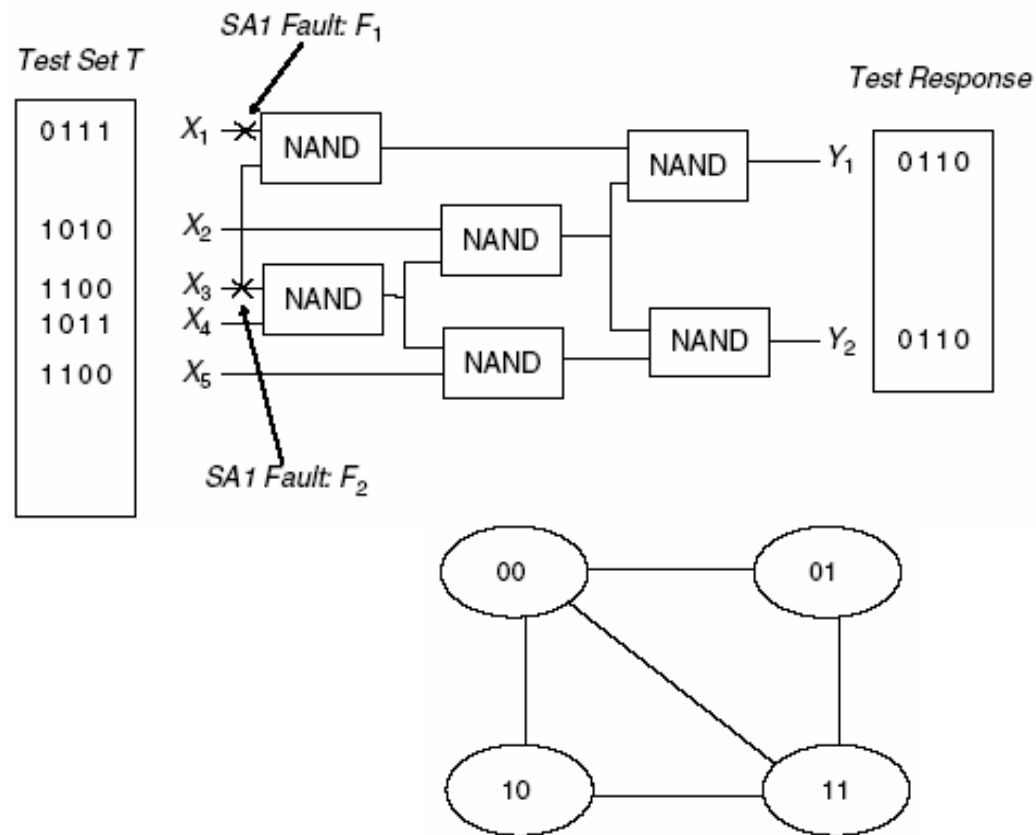 SA1 Fault: F1
Test Set T
Test Response
0111
X1
NAND
NAND
Y1
0110
1010
X2
NAND
1100
X3
NAND
1011
X4
NAND
Y2
0110
1100
X5
NAND
SA1 Fault: F2
00
01
10
11